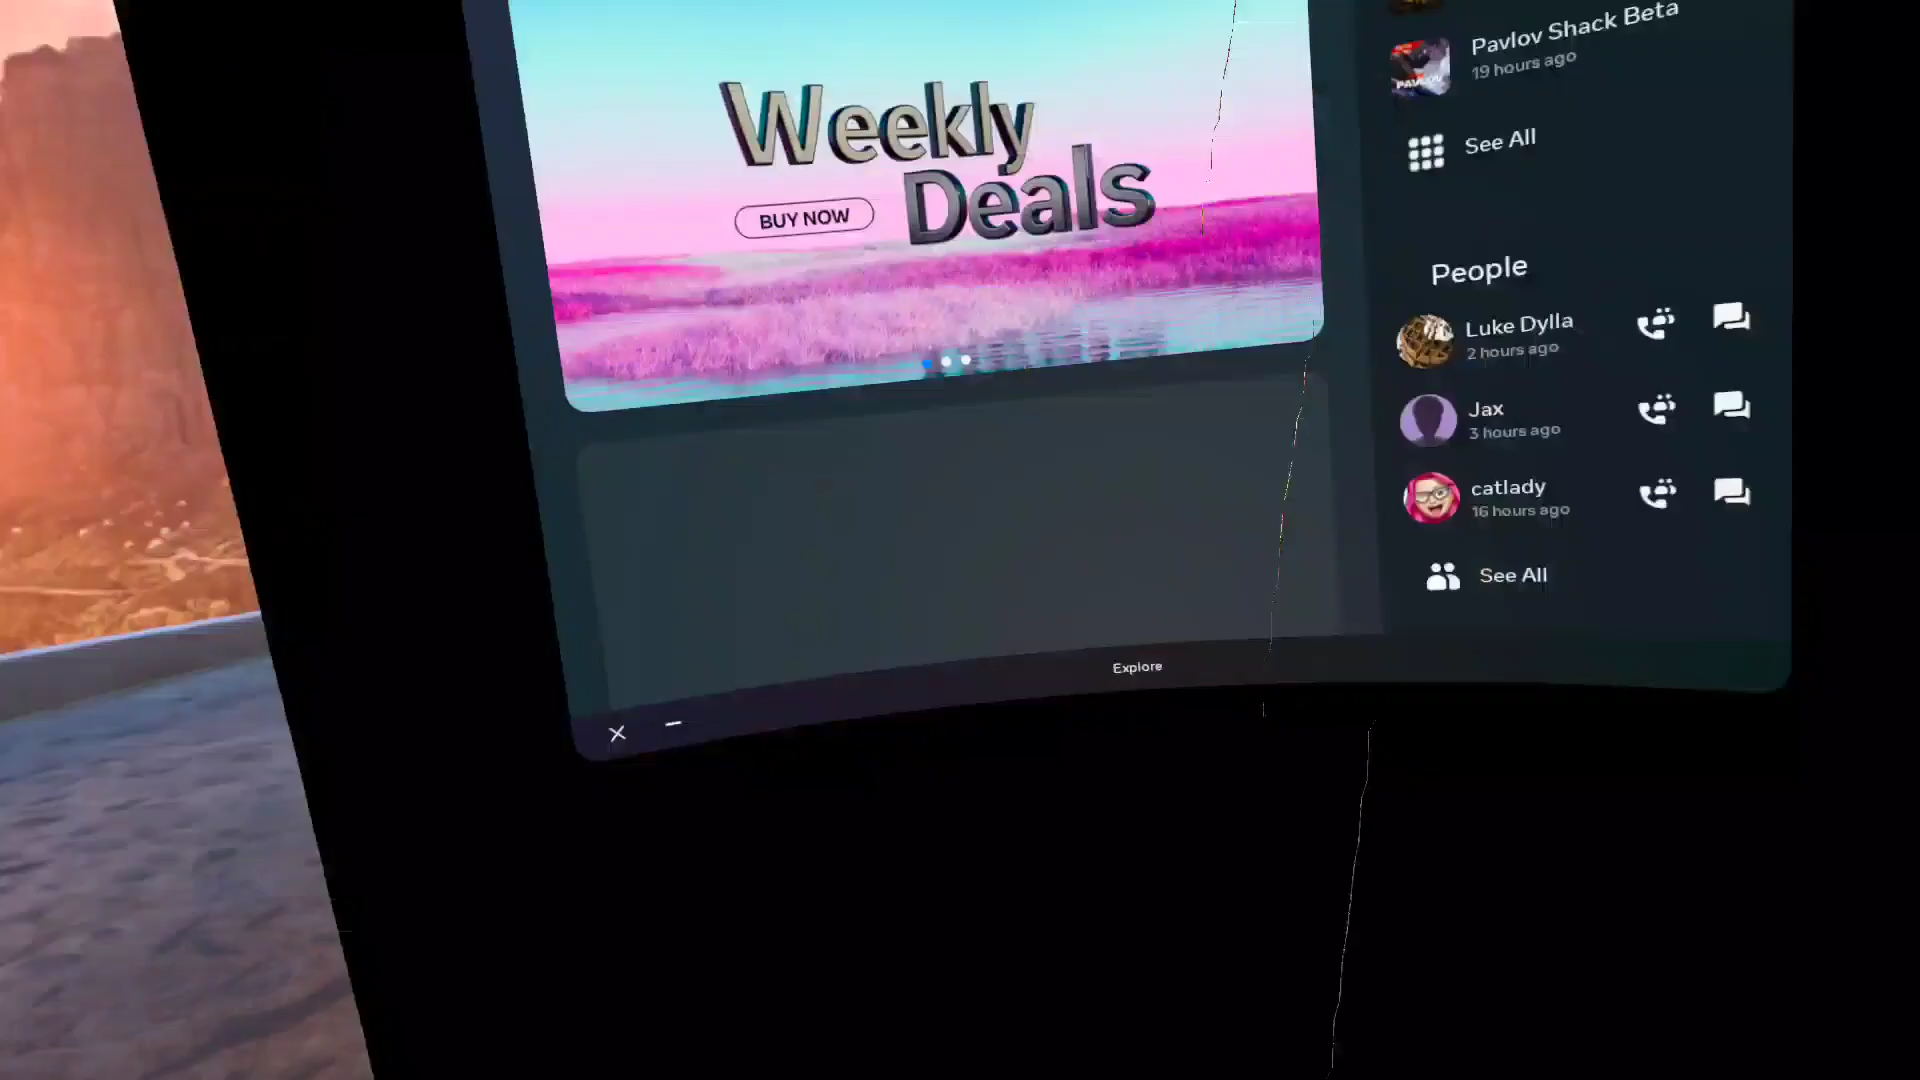 Pavlov Shack Beta
19 hours ago
PAVLOV
See All
Weekly
Deals
BUY NOW
People
Luke Dylla
2 hours ago
Jax
3 hours ago
catlady
16 hours ago
See All
Explore